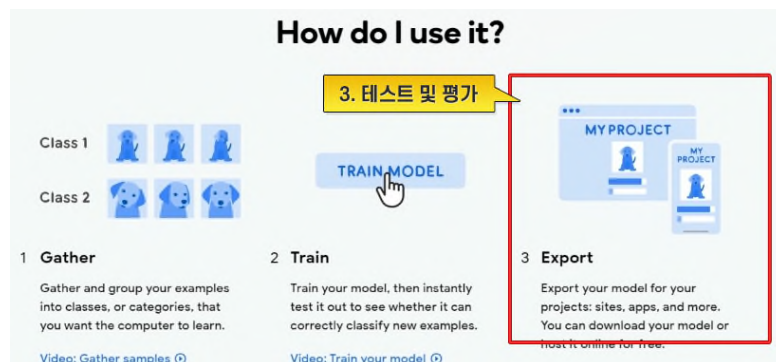 How do I use it?
3. 테스트 및 평가
Class 1
Class 2
TRAIN MODEL
MY PROJECT
MY
PROJECT
1 Gather
Gather and group your examples
into classes, or categories, that
you want the computer to learn.
Video: Gather samples
2 Train
Train your model, then instantly
test it out to see whether it can
correctly classify new examples.
Video: Train your model
3 Export
Export your model for your
projects: sites, apps, and more.
You can download your model or
host it online for free.